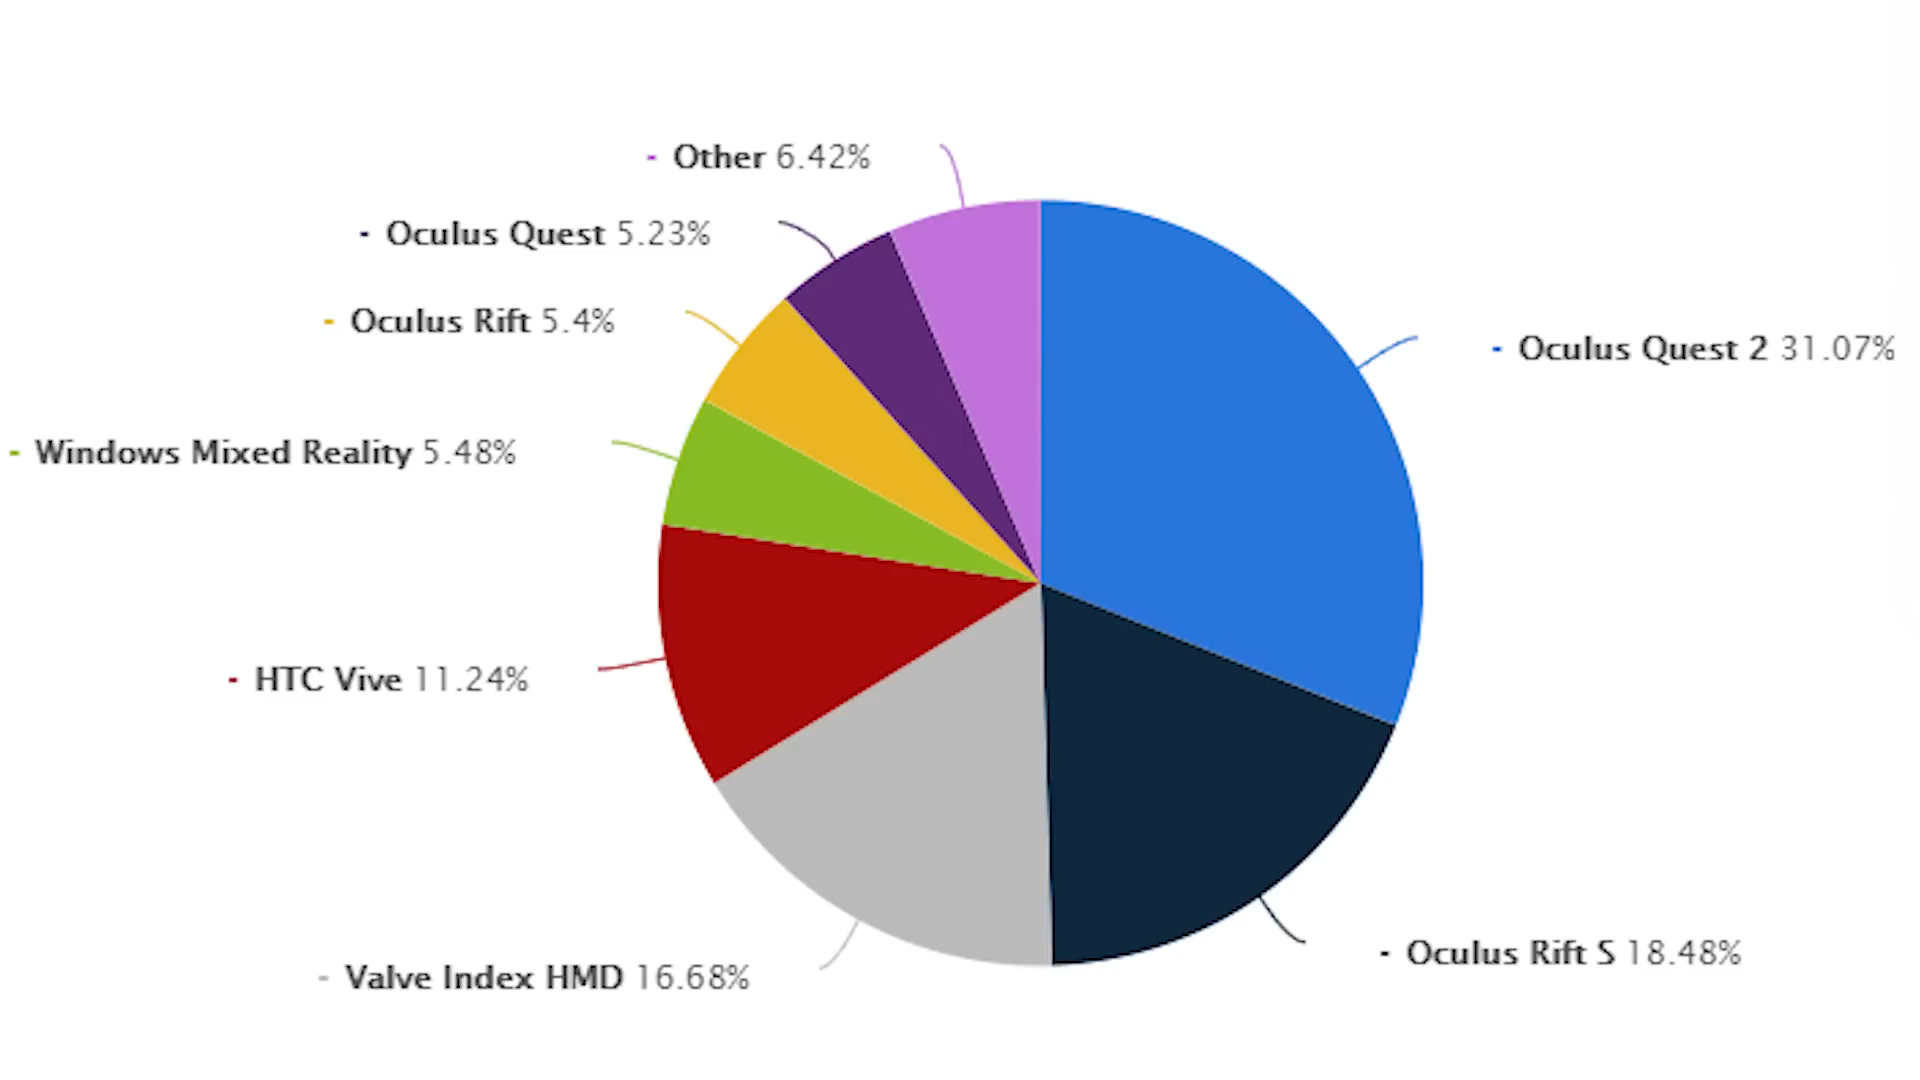 Other 6.42%
Oculus Quest 5.23%
Oculus Rift 5.4%
Oculus Quest 2 31.07%
Windows Mixed Reality 5.48%
HTC Vive 11.24%
Oculus Rift S 18.48%
Valve Index HMD 16.68%